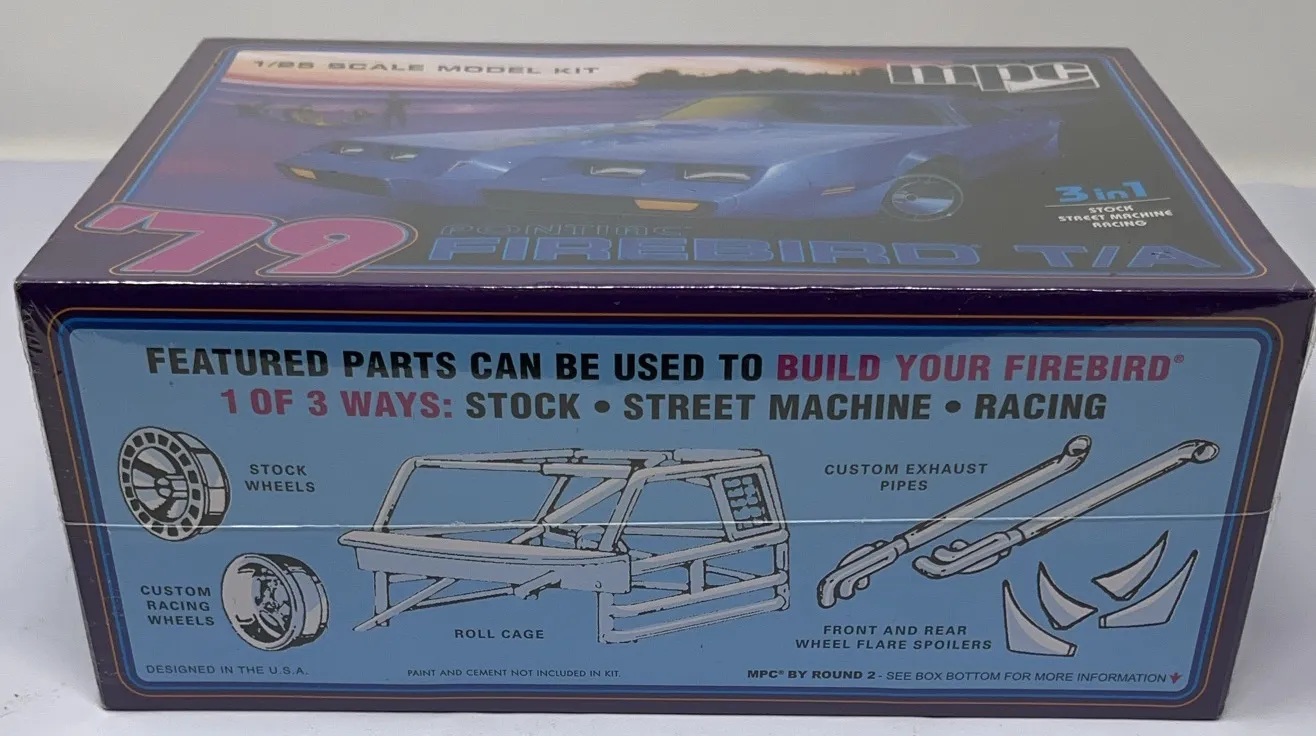 1/25 SCALE MODEL KIT
mpc
3 in 1
STOCK
STREET MACHINE
RACING
'79
PONTIAC
FIREBIRD® T/A
FEATURED PARTS CAN BE USED TO BUILD YOUR FIREBIRD®
1 OF 3 WAYS: STOCK • STREET MACHINE • RACING
STOCK
WHEELS
CUSTOM EXHAUST
PIPES
CUSTOM
RACING
WHEELS
ROLL CAGE
FRONT AND REAR
WHEEL FLARE SPOILERS
DESIGNED IN THE U.S.A.
PAINT AND CEMENT NOT INCLUDED IN KIT.
MPC® BY ROUND 2 - SEE BOX BOTTOM FOR MORE INFORMATION